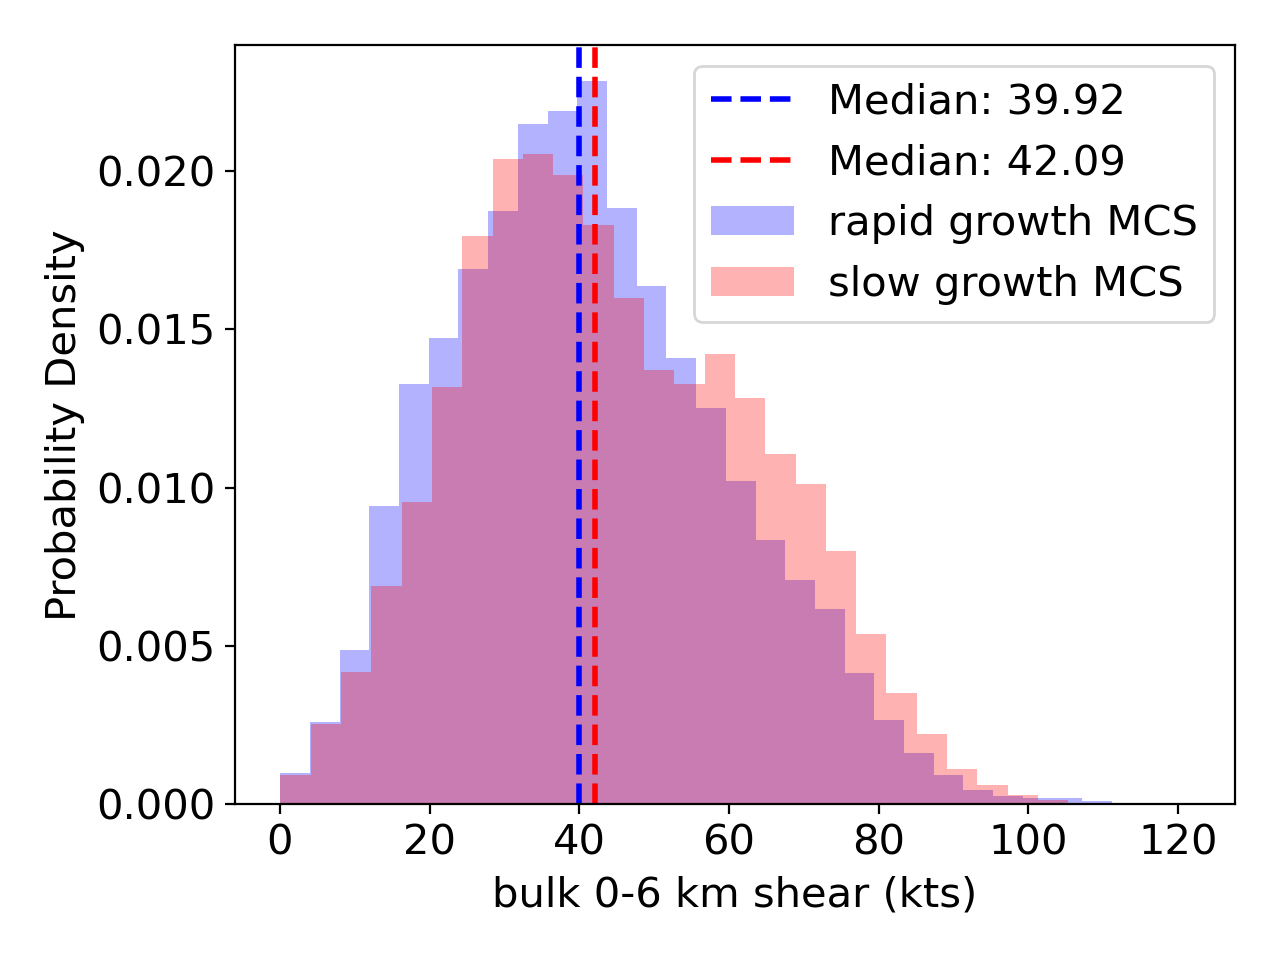 Median: 39.92
Median: 42.09
rapid growth MCS
slow growth MCS
Probability Density
0.020
0.015
0.010
0.005
0.000
0 20 40 60 80 100 120
bulk 0-6 km shear (kts)